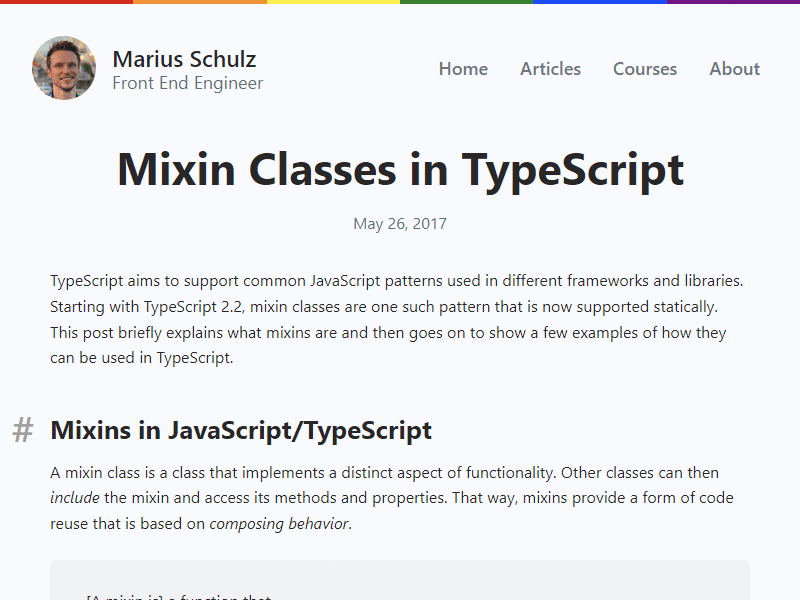 Marius Schulz
Front End Engineer
Home Articles Courses About
Mixin Classes in TypeScript
May 26, 2017
TypeScript aims to support common JavaScript patterns used in different frameworks and libraries.
Starting with TypeScript 2.2, mixin classes are one such pattern that is now supported statically.
This post briefly explains what mixins are and then goes on to show a few examples of how they
can be used in TypeScript.
# Mixins in JavaScript/TypeScript
A mixin class is a class that implements a distinct aspect of functionality. Other classes can then
include the mixin and access its methods and properties. That way, mixins provide a form of code
reuse that is based on composing behavior.
[A mixin is] a function that